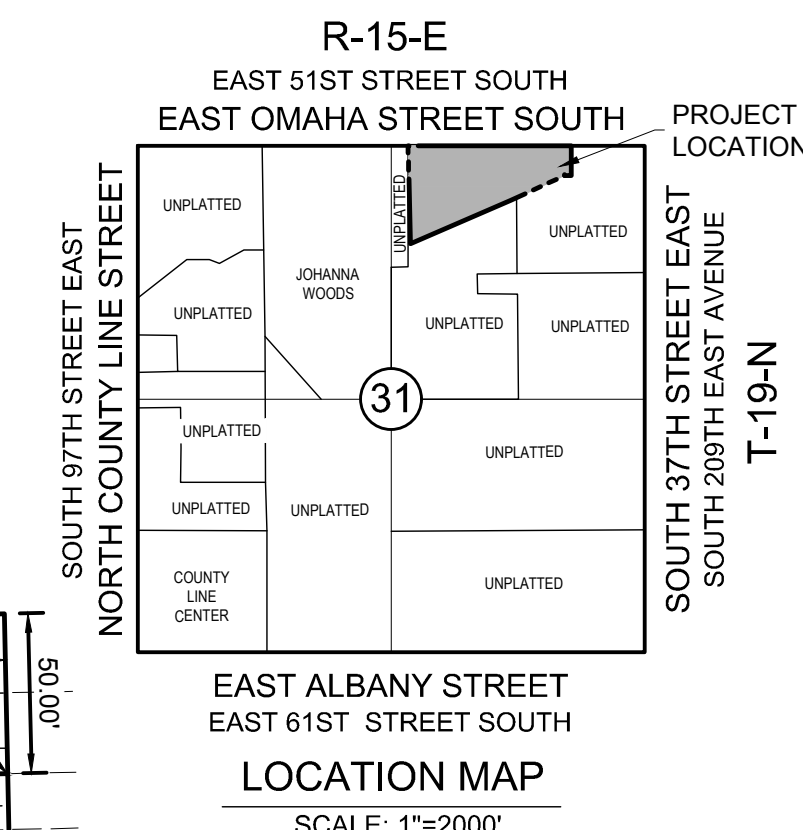 R-15-E
EAST 51ST STREET SOUTH
EAST OMAHA STREET SOUTH
PROJECT
LOCATION
SOUTH 97TH STREET EAST
NORTH COUNTY LINE STREET
UNPLATTED
UNPLATTED
JOHANNA
WOODS
UNPLATTED
UNPLATTED
UNPLATTED
UNPLATTED
31
UNPLATTED
UNPLATTED
UNPLATTED
UNPLATTED
COUNTY
LINE
CENTER
UNPLATTED
SOUTH 37TH STREET EAST
SOUTH 209TH EAST AVENUE
T-19-N
50.00'
EAST ALBANY STREET
EAST 61ST STREET SOUTH
LOCATION MAP
SCALE: 1"=2000'